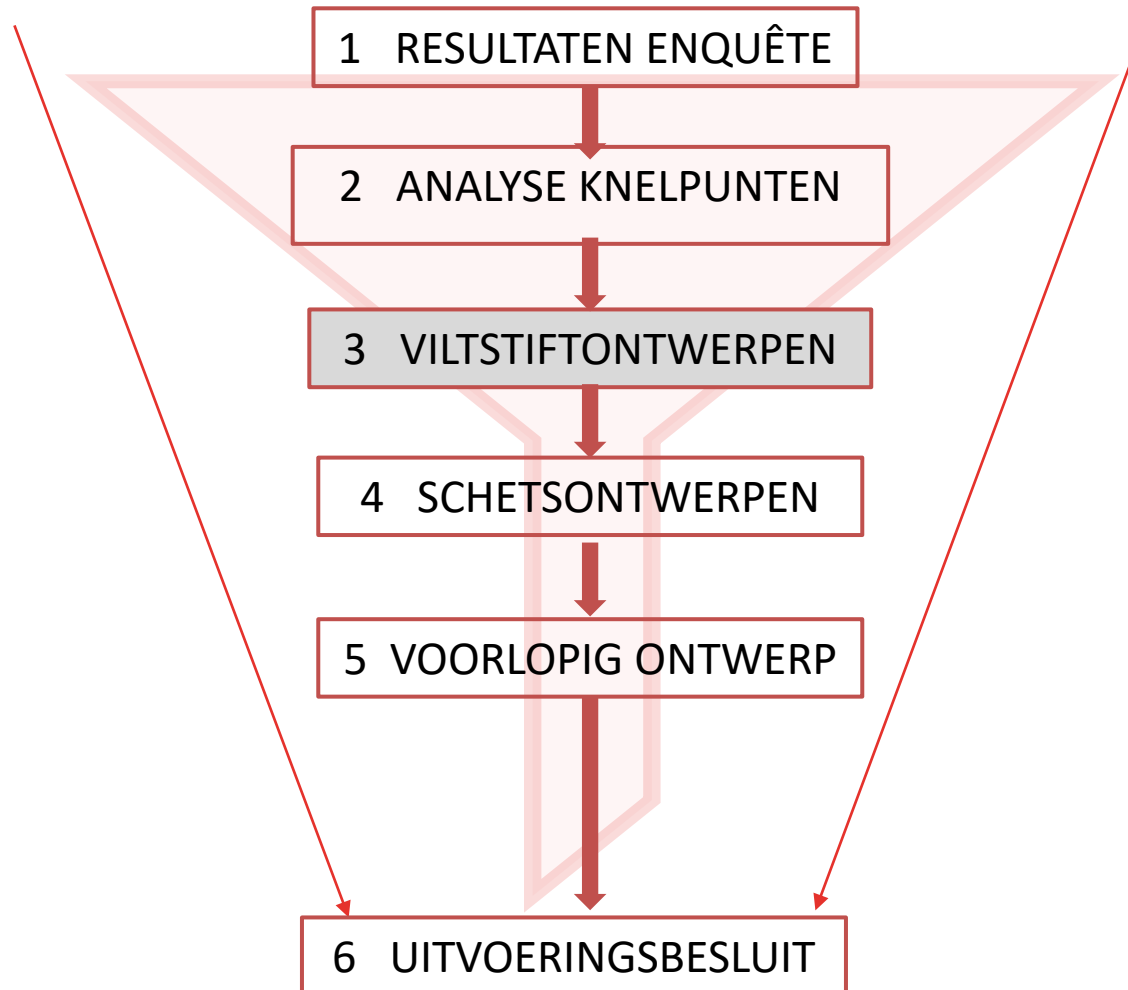 1 RESULTATEN ENQUÊTE
2 ANALYSE KNELPUNTEN
3 VILTSTIFTONTWERPEN
4 SCHETSONTWERPEN
5 VOORLOPIG ONTWERP
6 UITVOERINGSBESLUIT